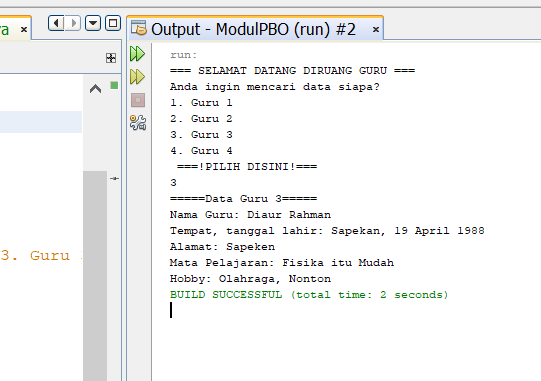 ra
Output - ModulPBO (run) #2
run:
=== SELAMAT DATANG DIRUANG GURU ===
Anda ingin mencari data siapa?
1. Guru 1
2. Guru 2
3. Guru 3
4. Guru 4
===!PILIH DISINI!===
3
=====Data Guru 3=====
Nama Guru: Diaur Rahman
Tempat, tanggal lahir: Sapekan, 19 April 1988
Alamat: Sapeken
Mata Pelajaran: Fisika itu Mudah
Hobby: Olahraga, Nonton
BUILD SUCCESSFUL (total time: 2 seconds)
3. Guru